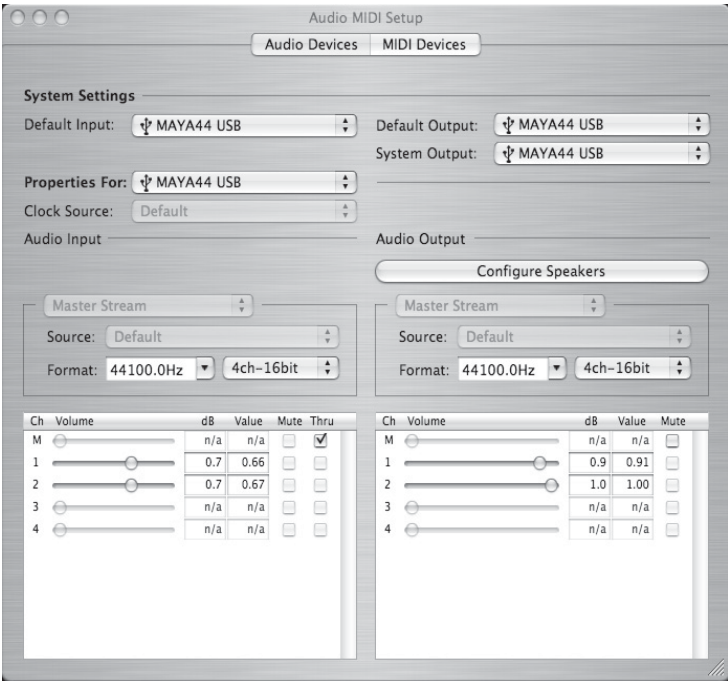 Audio MIDI Setup
Audio Devices MIDI Devices
System Settings
Default Input: MAYA44 USB
Default Output: MAYA44 USB
System Output: MAYA44 USB
Properties For: MAYA44 USB
Clock Source: Default
Audio Input
Audio Output
Configure Speakers
Master Stream
Source: Default
Format: 44100.0Hz 4ch-16bit
Master Stream
Source: Default
Format: 44100.0Hz 4ch-16bit
Ch Volume dB Value Mute Thru
M n/a n/a
1 0.7 0.66
2 0.7 0.67
3 n/a n/a
4 n/a n/a
Ch Volume dB Value Mute
M n/a n/a
1 0.9 0.91
2 1.0 1.00
3 n/a n/a
4 n/a n/a